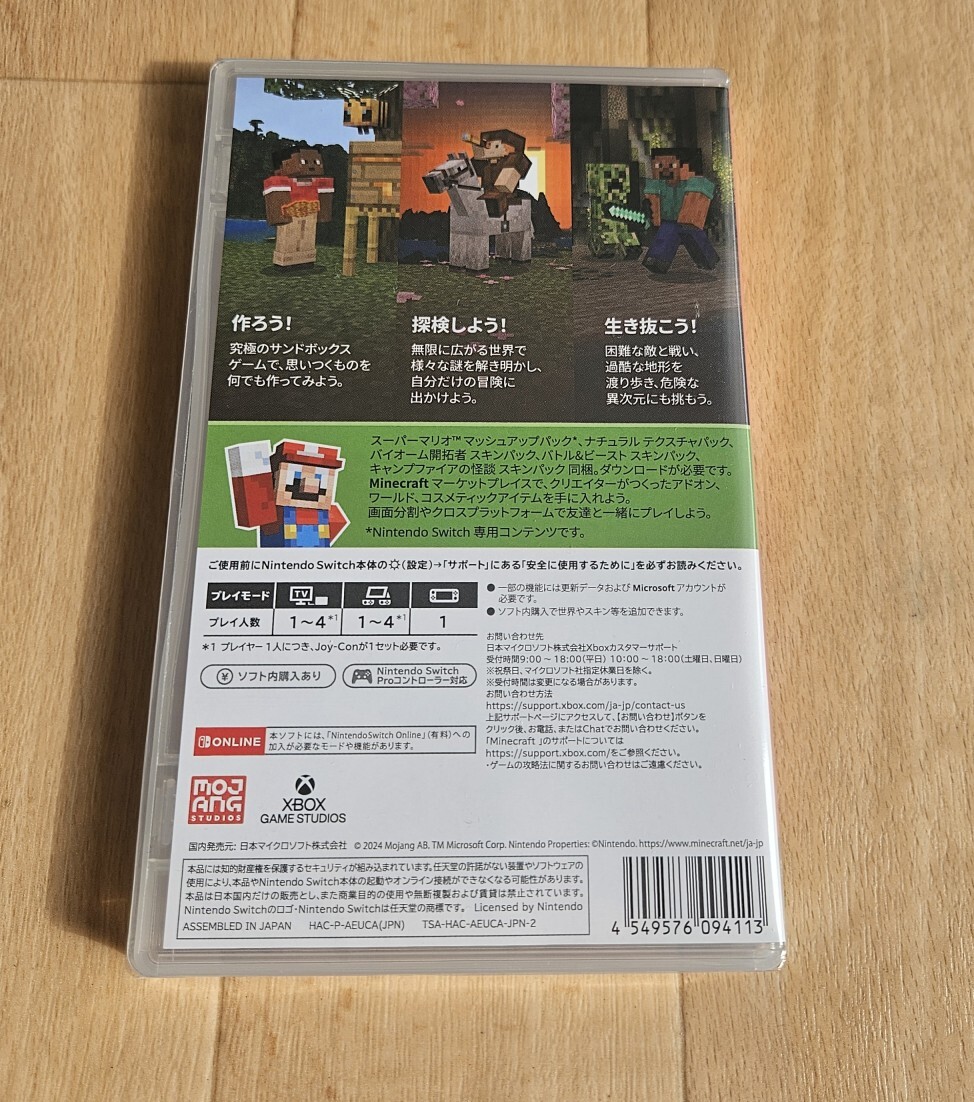 作ろう!
究極のサンドボックス
ゲームで、思いつくものを
何でも作ってみよう。
探検しよう!
無限に広がる世界で
様々な謎を解き明かし、
自分だけの冒険に
出かけよう。
生き抜こう!
困難な敵と戦い、
過酷な地形を
渡り歩き、危険な
異次元にも挑もう。
スーパーマリオ™ マッシュアップパック*、ナチュラル テクスチャパック、
バイオーム開拓者 スキンパック、バトル&ビースト スキンパック、
キャンプファイアの怪談 スキンパック 同梱。ダウンロードが必要です。
Minecraft マーケットプレイスで、クリエイターがつくったアドオン、
ワールド、コスメティックアイテムを手に入れよう。
画面分割やクロスプラットフォームで友達と一緒にプレイしよう。
*Nintendo Switch 専用コンテンツです。
ご使用前にNintendo Switch本体の(設定)→「サポート」にある「安全に使用するために」を必ずお読みください。
プレイモード TV
プレイ人数 1~4*1 1~4*1 1
*1 プレイヤー 1人につき、Joy-Conが1セット必要です。
¥ ソフト内購入あり
Nintendo Switch
Proコントローラー対応
ONLINE
本ソフトには、「Nintendo Switch Online」(有料)への
加入が必要なモードや機能があります。
● 一部の機能には更新データおよび Microsoft アカウントが
必要です。
● ソフト内購入で世界やスキン等を追加できます。
お問い合わせ先
日本マイクロソフト株式会社Xboxカスタマーサポート
受付時間9:00 ~ 18:00(平日) 10:00 ~ 18:00(土曜日、日曜日)
※祝祭日、マイクロソフト社指定休業日を除く。
※受付時間は変更になる場合があります。
お問い合わせ方法
https://support.xbox.com/ja-jp/contact-us
上記サポートページにアクセスして、【お問い合わせ】ボタンを
クリック後、お電話、またはChatでお問い合わせください。
「Minecraft 」のサポートについては
https://support.xbox.com/をご参照ください。
・ゲームの攻略法に関するお問い合わせはご遠慮ください。
MOJ
ANG
STUDIOS
XBOX
GAME STUDIOS
国内発売元: 日本マイクロソフト株式会社 © 2024 Mojang AB. TM Microsoft Corp. Nintendo Properties: ©Nintendo. https://www.minecraft.net/ja-jp
本品には知的財産権を保護するセキュリティが組み込まれています。任天堂の許諾がない装置やソフトウェアの
使用により、本品やNintendo Switch本体の起動やオンライン接続ができなくなる可能性があります。
本品は日本国内だけの販売とし、また商業目的の使用や無断複製および賃貸は禁止されています。
Nintendo Switchのロゴ・Nintendo Switchは任天堂の商標です。 Licensed by Nintendo
ASSEMBLED IN JAPAN HAC-P-AEUCA(JPN) TSA-HAC-AEUCA-JPN-2
4 549576 094113